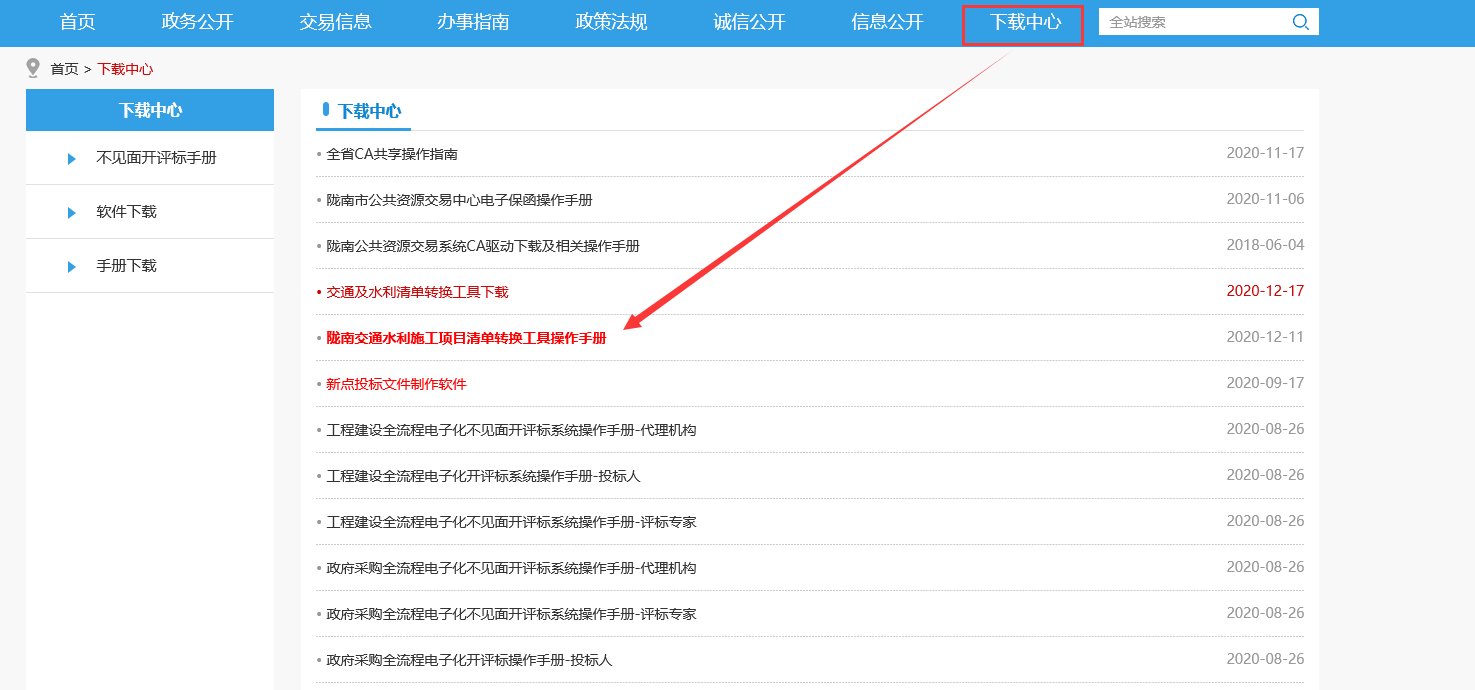 首页 政务公开 交易信息 办事指南 政策法规 诚信公开 信息公开 下载中心 全站搜索
首页 > 下载中心
下载中心
不见面开评标手册
软件下载
手册下载
下载中心
全省CA共享操作指南 2020-11-17
陇南市公共资源交易中心电子保函操作手册 2020-11-06
陇南公共资源交易系统CA驱动下载及相关操作手册 2018-06-04
交通及水利清单转换工具下载 2020-12-17
陇南交通水利施工项目清单转换工具操作手册 2020-12-11
新点投标文件制作软件 2020-09-17
工程建设全流程电子化不见面开评标系统操作手册-代理机构 2020-08-26
工程建设全流程电子化开评标系统操作手册-投标人 2020-08-26
工程建设全流程电子化不见面开评标系统操作手册-评标专家 2020-08-26
政府采购全流程电子化不见面开评标系统操作手册-代理机构 2020-08-26
政府采购全流程电子化不见面开评标系统操作手册-评标专家 2020-08-26
政府采购全流程电子化开评标操作手册-投标人 2020-08-26